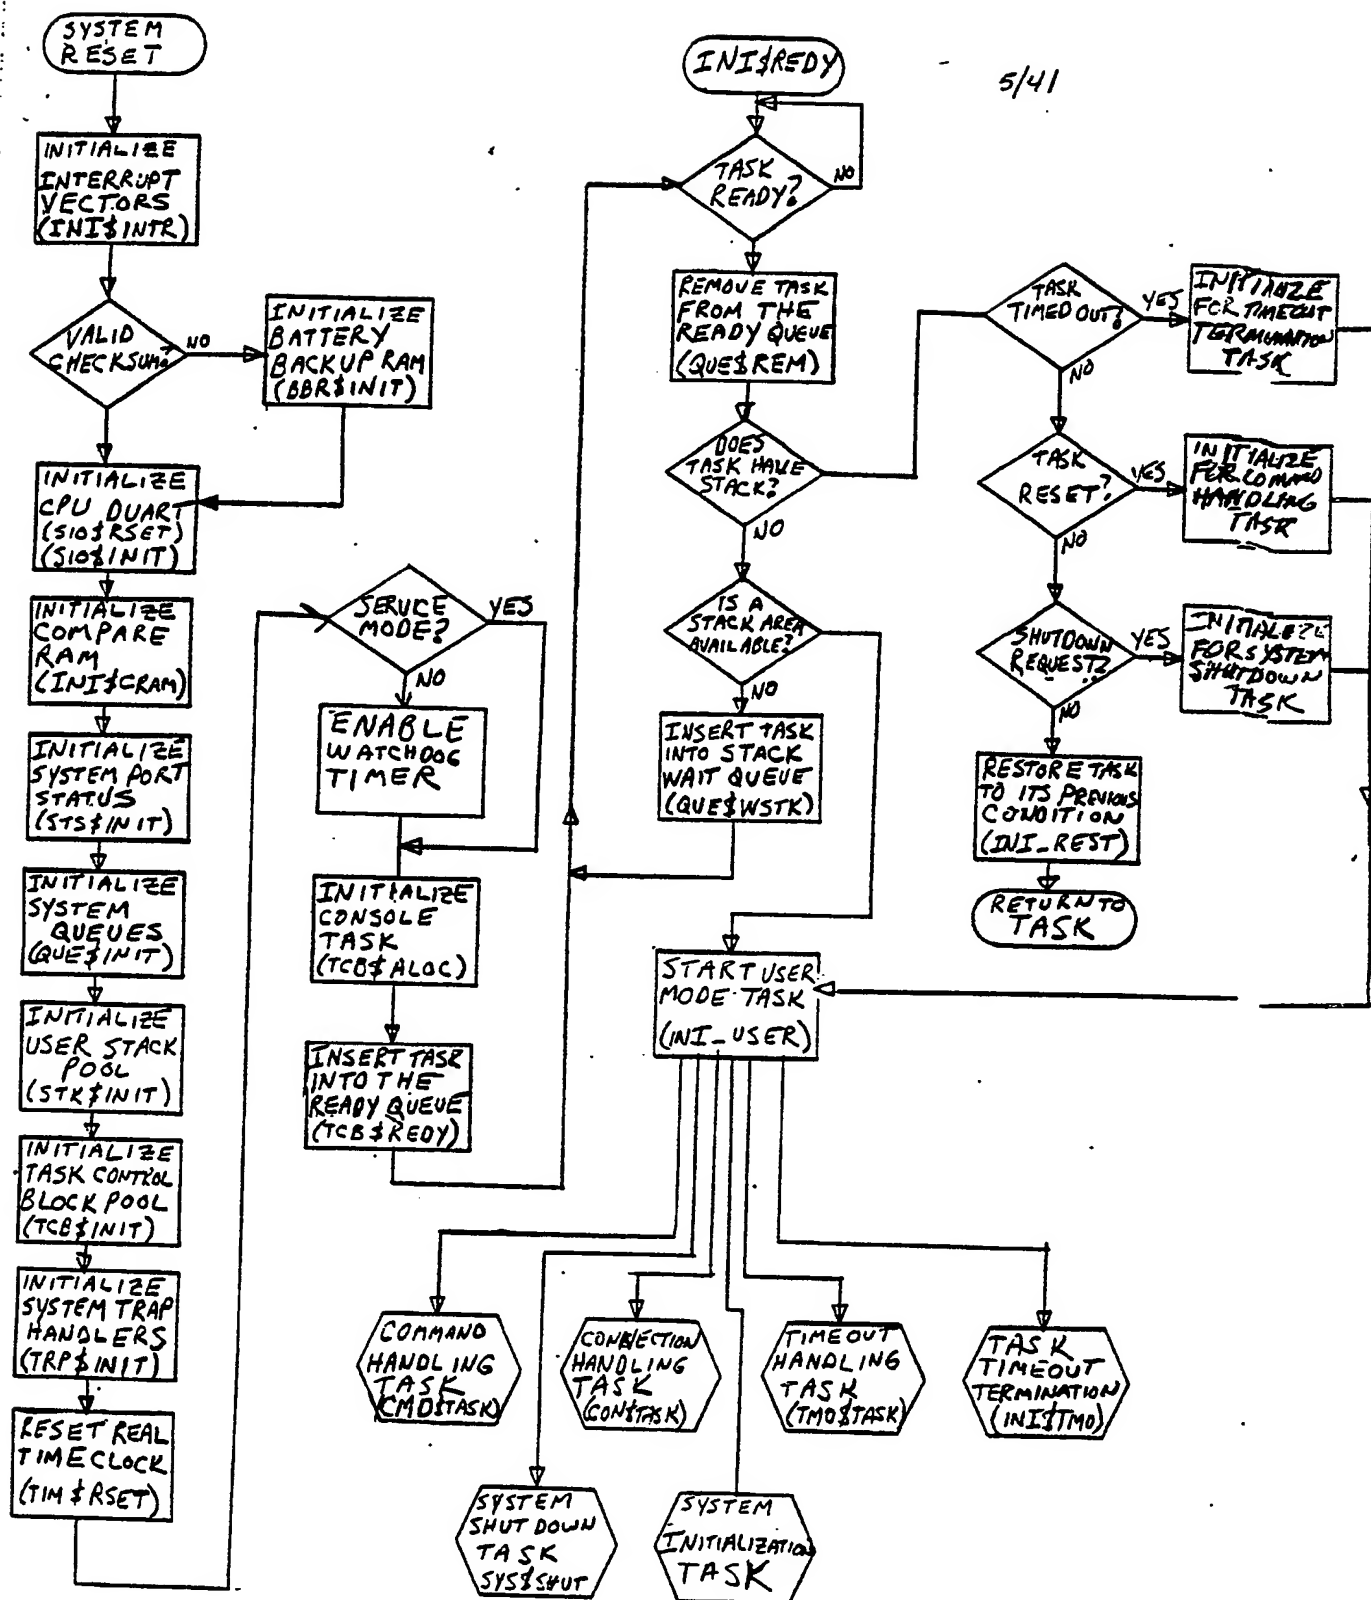 SYSTEM
RESET
INITIALIZE
INTERRUPT
VECTORS
(INI$INTR)
VALID
CHECKSUM?
NO
INITIALIZE
BATTERY
BACKUP RAM
(BBR$INIT)
INITIALIZE
CPU DUART
(SIO$RSET)
(SIO$INIT)
INITIALIZE
COMPARE
RAM
(INI$CRAM)
INITIALIZE
SYSTEM PORT
STATUS
(STS$INIT)
INITIALIZE
SYSTEM
QUEUES
(QUE$INIT)
INITIALIZE
USER STACK
POOL
(STK$INIT)
INITIALIZE
TASK CONTROL
BLOCK POOL
(TCB$INIT)
INITIALIZE
SYSTEM TRAP
HANDLERS
(TRP$INIT)
RESET REAL
TIME CLOCK
(TIM$RSET)
SERVICE
MODE?
YES
NO
ENABLE
WATCHDOG
TIMER
INITIALIZE
CONSOLE
TASK
(TCB$ALOC)
INSERT TASK
INTO THE
READY QUEUE
(TCB$REDY)
INI$REDY
5/41
TASK
READY?
NO
REMOVE TASK
FROM THE
READY QUEUE
(QUE$REM)
DOES
TASK HAVE
STACK?
NO
IS A
STACK AREA
AVAILABLE?
NO
INSERT TASK
INTO STACK
WAIT QUEUE
(QUE$WSTK)
START USER
MODE TASK
(INI_USER)
TASK
TIMED OUT?
YES
NO
INITIALIZE
FOR TIMEOUT
TERMINATION
TASK
TASK
RESET?
YES
NO
INITIALIZE
FOR COMMAND
HANDLING
TASK
SHUTDOWN
REQUEST?
YES
NO
INITIALIZE
FOR SYSTEM
SHUTDOWN
TASK
RESTORE TASK
TO ITS PREVIOUS
CONDITION
(INI_REST)
RETURN TO
TASK
COMMAND
HANDLING
TASK
(CMD$TASK)
CONNECTION
HANDLING
TASK
(CON$TASK)
TIMEOUT
HANDLING
TASK
(TMO$TASK)
TASK
TIMEOUT
TERMINATION
(INI$TMO)
SYSTEM
SHUT DOWN
TASK
SYS$SHUT
SYSTEM
INITIALIZATION
TASK